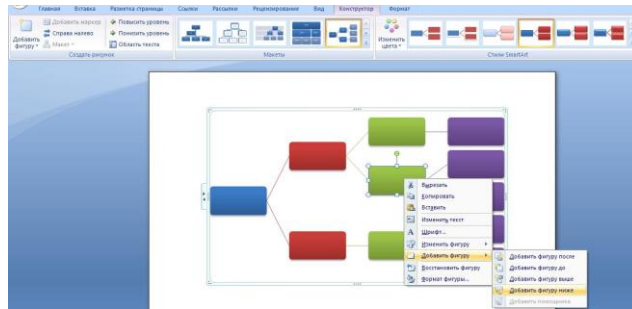 Главная Вставка Разметка страницы Ссылки Рассылки Рецензирование Вид Конструктор Формат
Добавить фигуру
Добавить маркер
Справа налево
Макет
Повысить уровень
Понизить уровень
Область текста
Изменить цвета
Создать рисунок Макеты Стили SmartArt
Вырезать
Копировать
Вставить
Изменить текст
Шрифт...
Изменить фигуру
Добавить фигуру
Восстановить фигуру
Формат фигуры...
Добавить фигуру после
Добавить фигуру до
Добавить фигуру выше
Добавить фигуру ниже
Добавить помощника